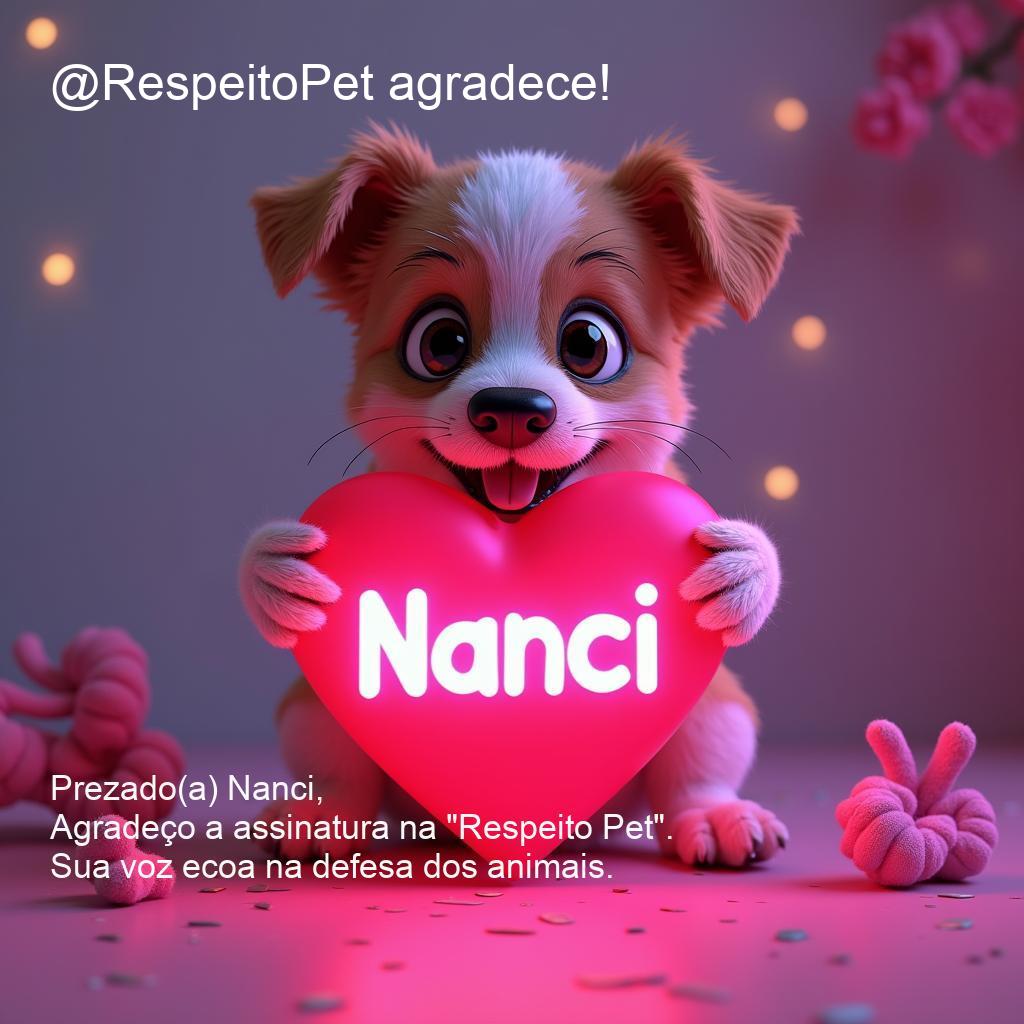 @RespeitoPet agradece!
Nanci
Prezado(a) Nanci,
Agradeço a assinatura na "Respeito Pet".
Sua voz ecoa na defesa dos animais.